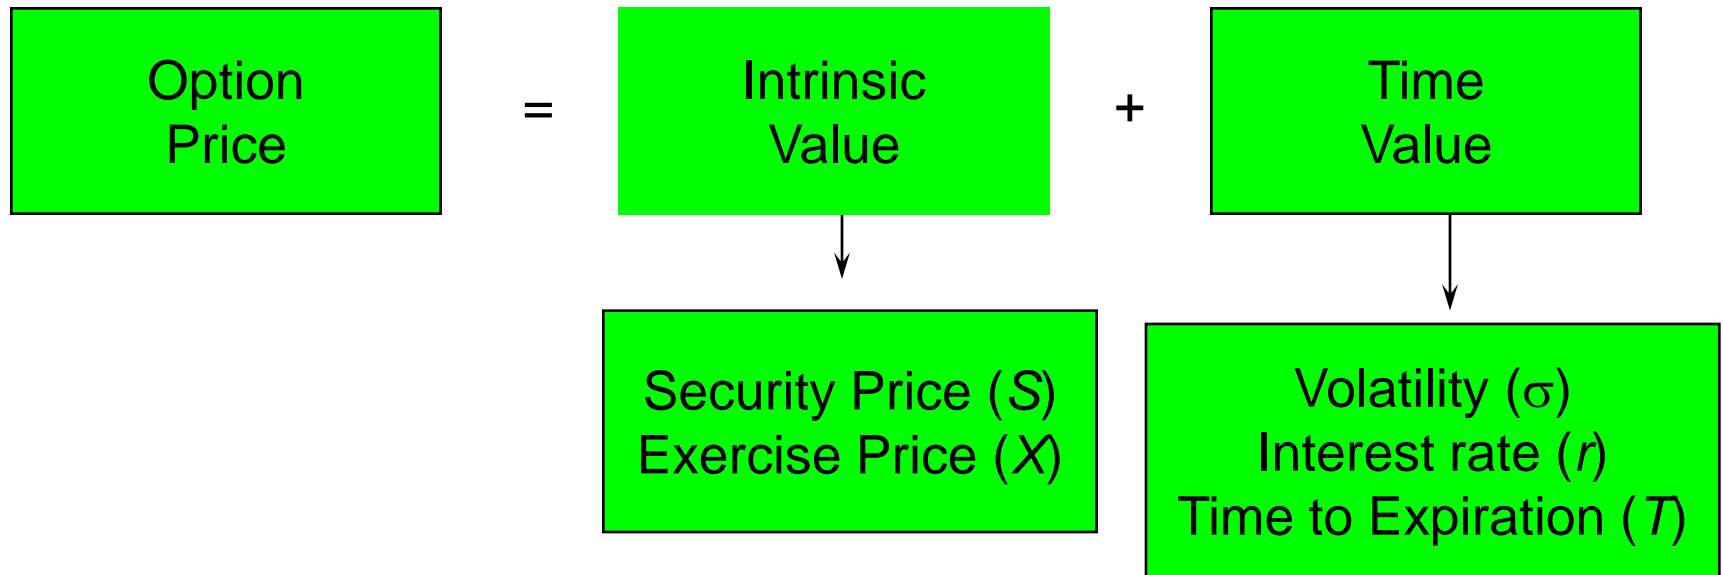 Option
Price
=
Intrinsic
Value
+
Time
Value
Security Price (S)
Exercise Price (X)
Volatility (σ)
Interest rate (r)
Time to Expiration (T)